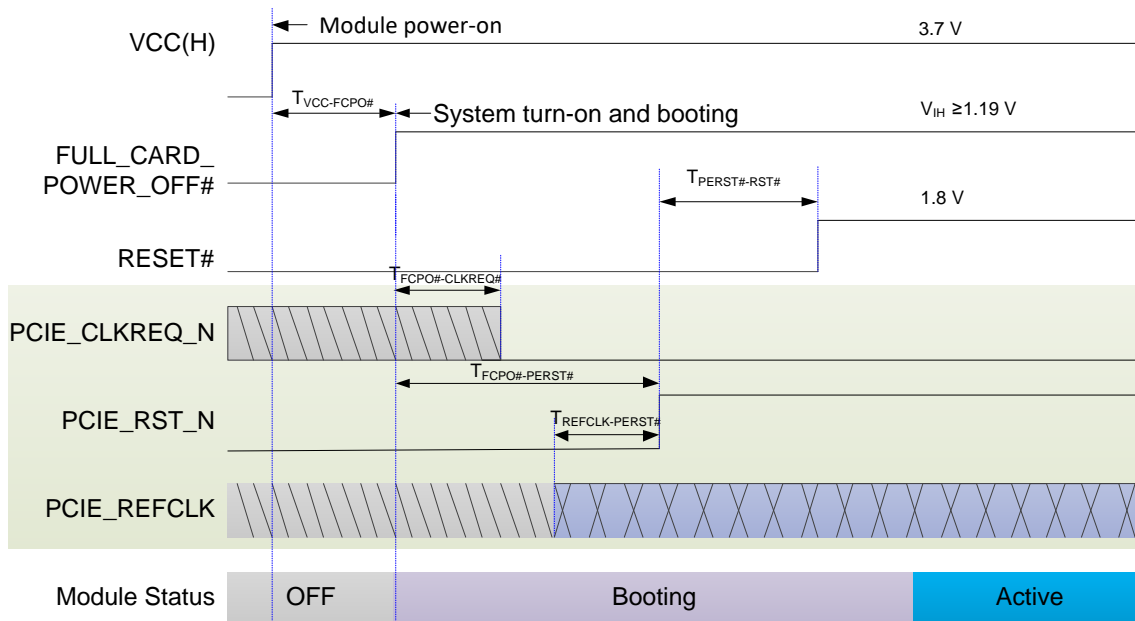 Module power-on
VCC(H)
3.7 V
TVCC-FCPO#
System turn-on and booting
VIH ≥1.19 V
FULL_CARD_
POWER_OFF#
TPERST#-RST#
1.8 V
RESET#
TFCPO#-CLKREQ#
PCIE_CLKREQ_N
TFCPO#-PERST#
PCIE_RST_N
TREFCLK-PERST#
PCIE_REFCLK
Module Status
OFF
Booting
Active